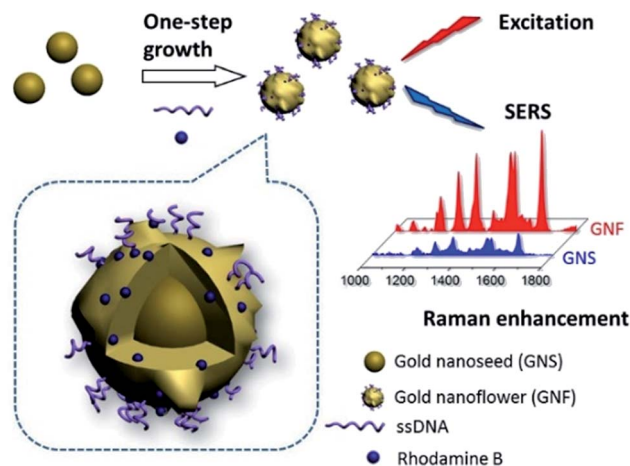 One-step
growth
Excitation
SERS
GNF
GNS
1000
1200
1400
1600
1800
Raman enhancement
Gold nanoseed (GNS)
Gold nanoflower (GNF)
ssDNA
Rhodamine B